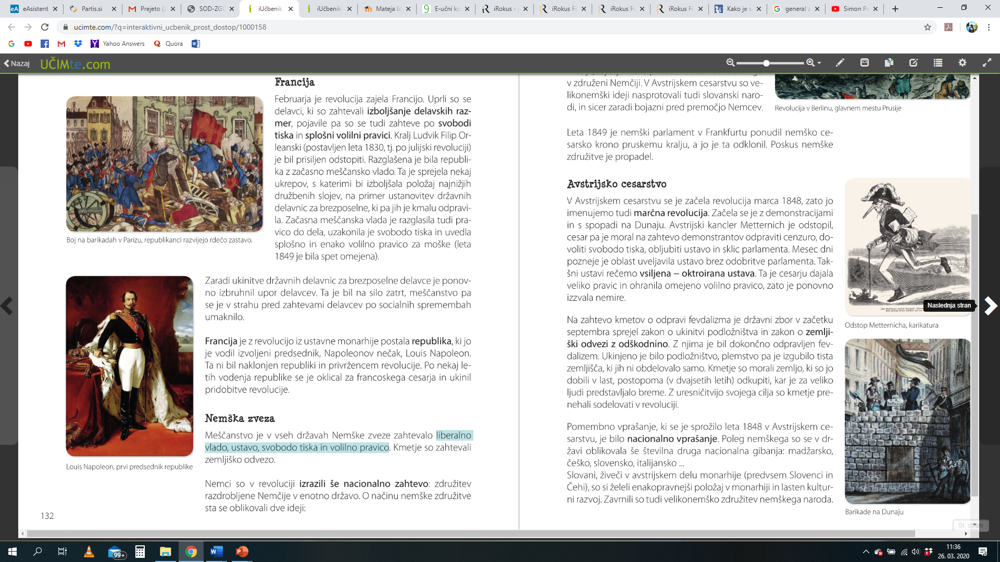 eAsistent
Partis.si
Prejeto (2
SOD-ZGO
iUčbenik
iUčbenik
Mateja Is
E-učni ko
iRokus - p
iRokus Fo
iRokus Fo
iRokus Fo
Kako je s
general a
Simon Pu
ucimte.com/?q=interaktivni_ucbenik_prost_dostop/1000158
Yahoo Answers
Quora
Nazaj
UČIMte.com
Francija
Februarja je revolucija zajela Francijo. Uprli so se
delavci, ki so zahtevali izboljšanje delavskih raz-
mer, pojavile pa so se tudi zahteve po svobodi
tiska in splošni volilni pravici. Kralj Ludvik Filip Or-
leanski (postavljen leta 1830, tj. po julijski revoluciji)
je bil prisiljen odstopiti. Razglašena je bila republi-
ka z začasno meščansko vlado. Ta je sprejela nekaj
ukrepov, s katerimi bi izboljšala položaj najnižjih
družbenih slojev, na primer ustanovitev državnih
delavnic za brezposelne, ki pa jih je kmalu odpravi-
la. Začasna meščanska vlada je razglasila tudi pra-
vico do dela, uzakonila je svobodo tiska in uvedla
splošno in enako volilno pravico za moške (leta
1849 je bila spet omejena).
Boj na barikadah v Parizu, republikanci razvijejo rdečo zastavo.
Zaradi ukinitve državnih delavnic za brezposelne delavce je ponov-
no izbruhnil upor delavcev. Ta je bil na silo zatrt, meščanstvo pa
se je v strahu pred zahtevami delavcev po socialnih spremembah
umaknilo.
Francija je z revolucijo iz ustavne monarhije postala republika, ki jo
je vodil izvoljeni predsednik, Napoleonov nečak, Louis Napoleon.
Ta ni bil naklonjen republiki in privržencem revolucije. Po nekaj le-
tih vodenja republike se je oklical za francoskega cesarja in ukinil
pridobitve revolucije.
Louis Napoleon, prvi predsednik republike
Nemška zveza
Meščanstvo je v vseh državah Nemške zveze zahtevalo liberalno
vlado, ustavo, svobodo tiska in volilno pravico. Kmetje so zahtevali
zemljiško odvezo.
Nemci so v revoluciji izrazili še nacionalno zahtevo: združitev
razdrobljene Nemčije v enotno državo. O načinu nemške združitve
sta se oblikovali dve ideji:
132
v združeni Nemčiji. V Avstrijskem cesarstvu so ve-
likonemški ideji nasprotovali tudi slovanski naro-
di, in sicer zaradi bojazni pred premočjo Nemcev.
Revolucija v Berlinu, glavnem mestu Prusije
Leta 1849 je nemški parlament v Frankfurtu ponudil nemško ce-
sarsko krono pruskemu kralju, a jo je ta odklonil. Poskus nemške
združitve je propadel.
Avstrijsko cesarstvo
V Avstrijskem cesarstvu se je začela revolucija marca 1848, zato jo
imenujemo tudi marčna revolucija. Začela se je z demonstracijami
in s spopadi na Dunaju. Avstrijski kancler Metternich je odstopil,
cesar pa je moral na zahtevo demonstrantov odpraviti cenzuro, do-
voliti svobodo tiska, obljubiti ustavo in sklic parlamenta. Mesec dni
pozneje je oblast uveljavila ustavo brez odobritve parlamenta. Tak-
šni ustavi rečemo vsiljena – oktroirana ustava. Ta je cesarju dajala
veliko pravic in ohranila omejeno volilno pravico, zato je ponovno
izzvala nemire.
Naslednja stran
Odstop Metternicha, karikatura
Na zahtevo kmetov o odpravi fevdalizma je državni zbor v začetku
septembra sprejel zakon o ukinitvi podložništva in zakon o zemlji-
ški odvezi z odškodnino. Z njima je bil dokončno odpravljen fev-
dalizem. Ukinjeno je bilo podložništvo, plemstvo pa je izgubilo tista
zemljišča, ki jih ni obdelovalo samo. Kmetje so morali zemljo, ki so jo
dobili v last, postopoma (v dvajsetih letih) odkupiti, kar je za veliko
ljudi predstavljalo breme. Z uresničitvijo svojega cilja so kmetje pre-
nehali sodelovati v revoluciji.
Pomembno vprašanje, ki se je sprožilo leta 1848 v Avstrijskem ce-
sarstvu, je bilo nacionalno vprašanje. Poleg nemškega so se v dr-
žavi oblikovala še številna druga nacionalna gibanja: madžarsko,
češko, slovensko, italijansko ...
Slovani, živeči v avstrijskem delu monarhije (predvsem Slovenci in
Čehi), so si želeli enakopravnejši položaj v monarhiji in lasten kultur-
ni razvoj. Zavrnili so tudi velikonemško združitev nemškega naroda.
Barikade na Dunaju
Št. strani
99+
11:36
26. 03. 2020